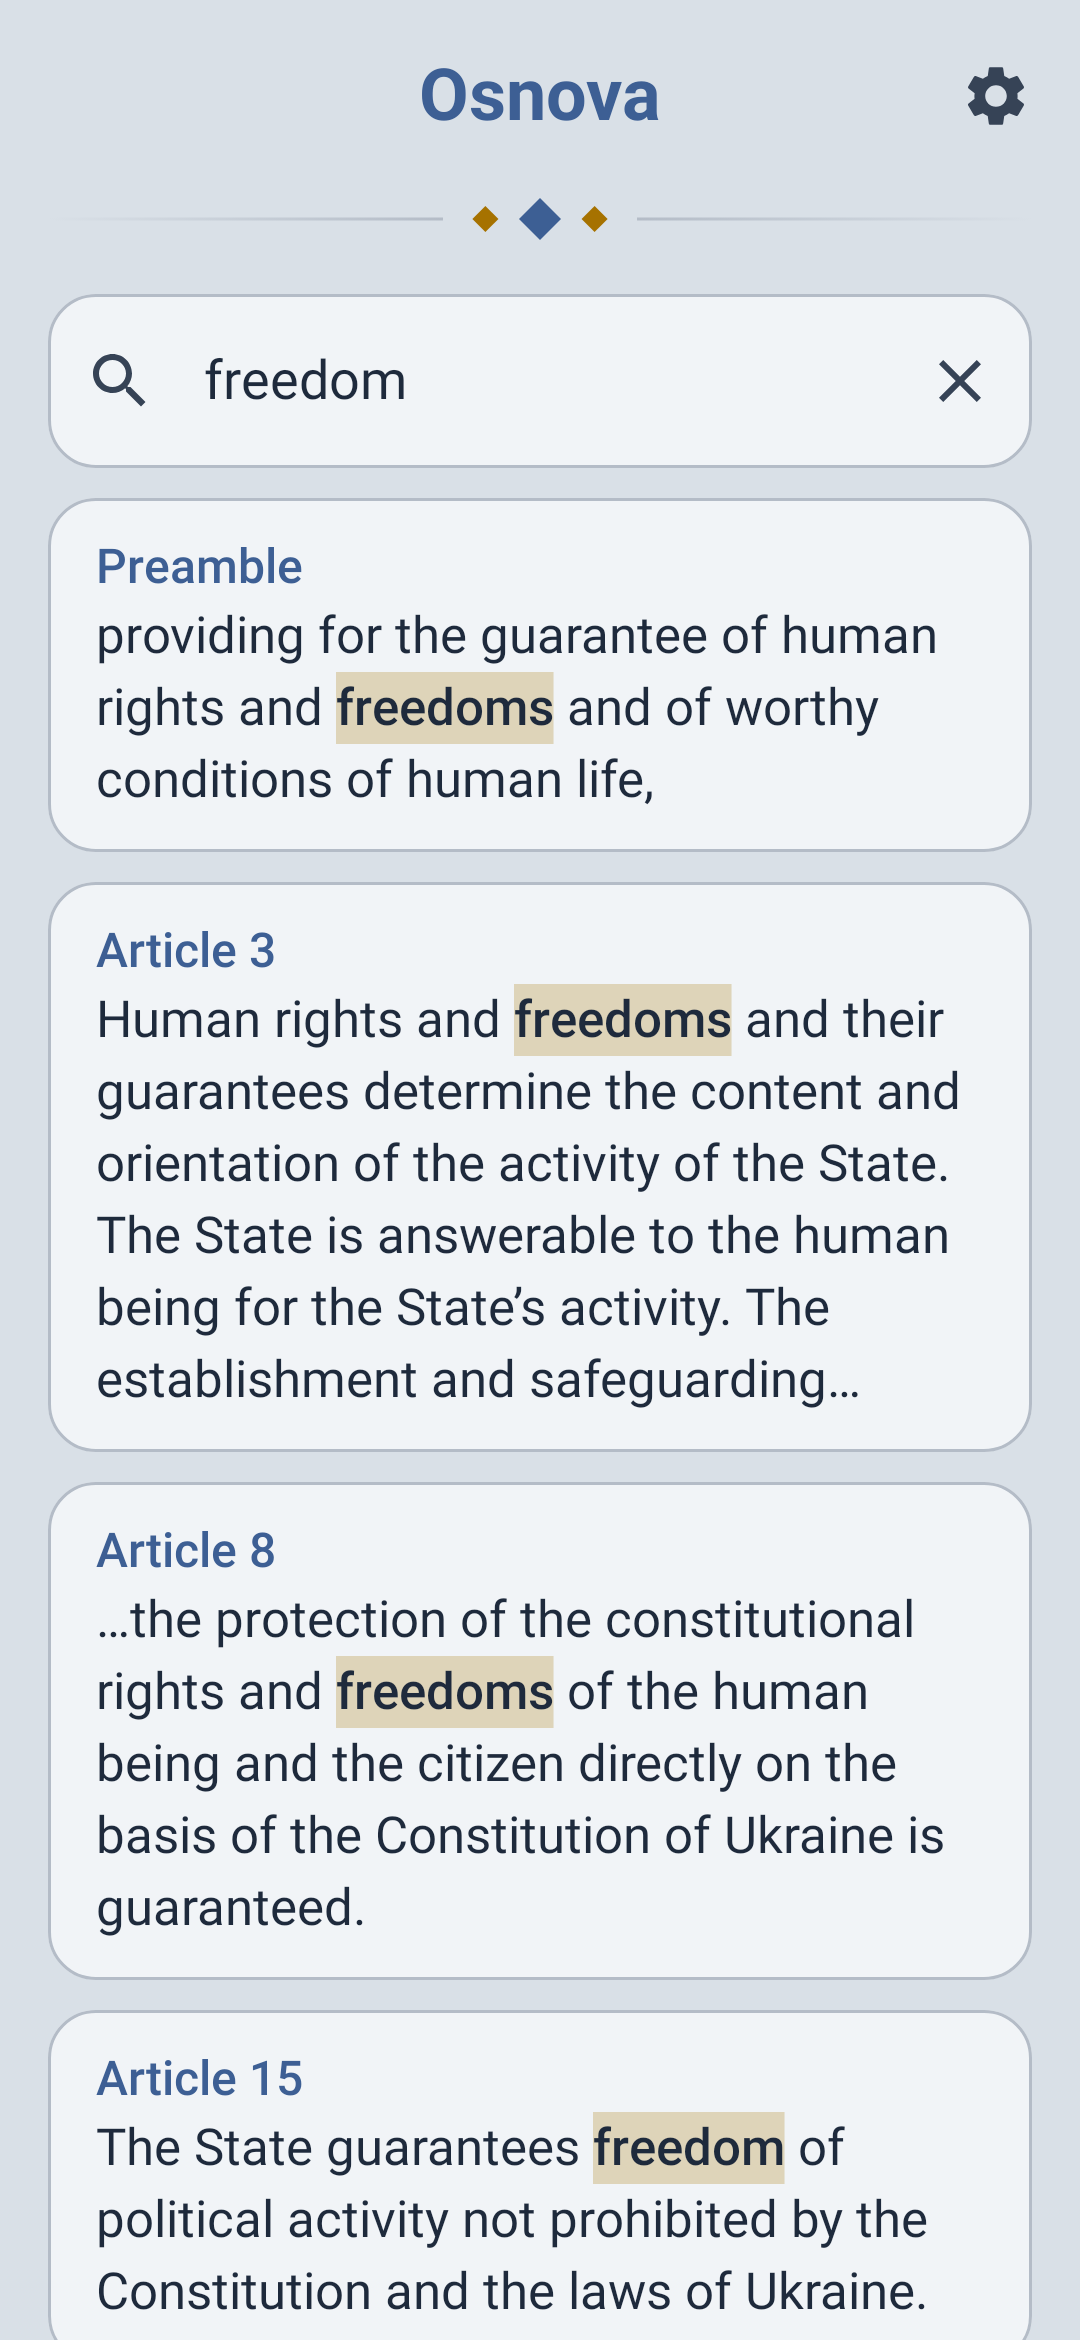 Osnova
freedom
Preamble
providing for the guarantee of human
rights and freedoms and of worthy
conditions of human life,
Article 3
Human rights and freedoms and their
guarantees determine the content and
orientation of the activity of the State.
The State is answerable to the human
being for the State’s activity. The
establishment and safeguarding…
Article 8
…the protection of the constitutional
rights and freedoms of the human
being and the citizen directly on the
basis of the Constitution of Ukraine is
guaranteed.
Article 15
The State guarantees freedom of
political activity not prohibited by the
Constitution and the laws of Ukraine.